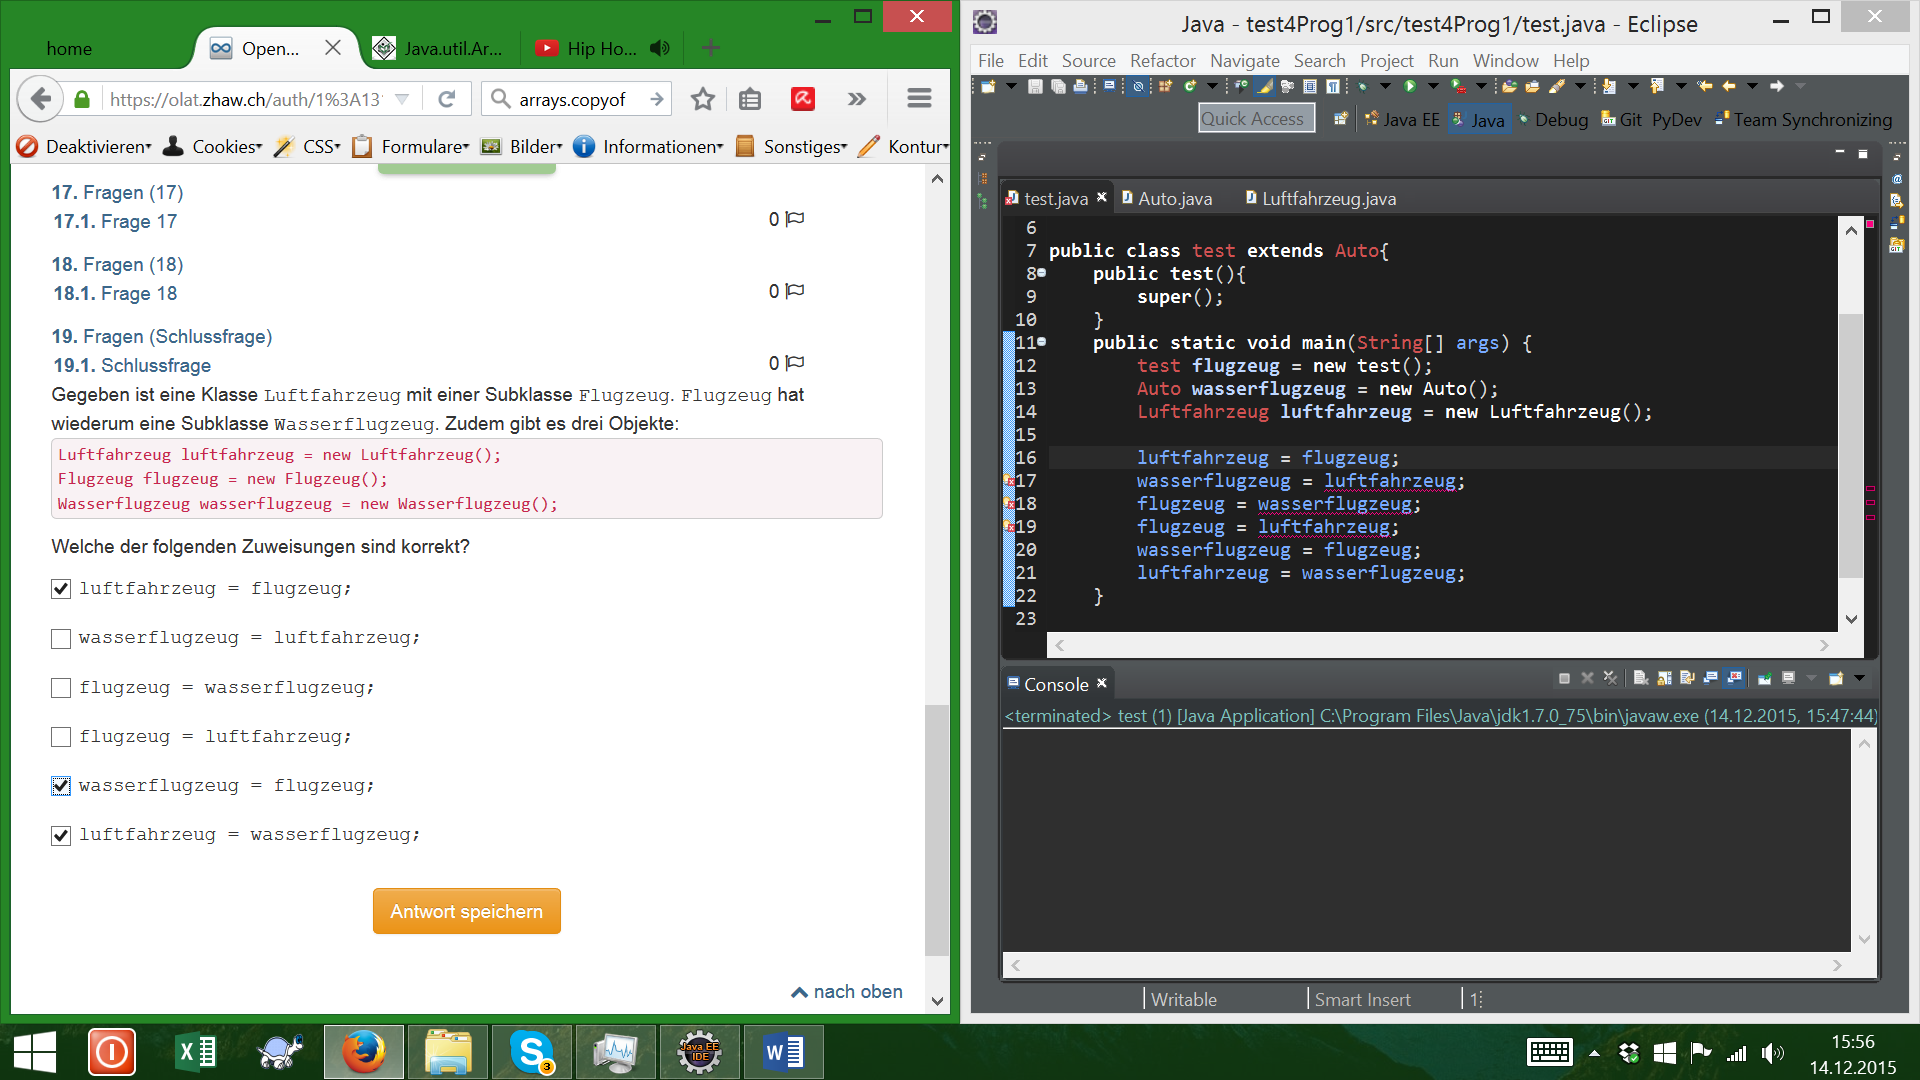 home
Open...
Java.util.Ar...
Hip Ho...
https://olat.zhaw.ch/auth/1%3A13
arrays.copyof
Deaktivieren
Cookies
CSS
Formulare
Bilder
Informationen
Sonstiges
Kontur
17. Fragen (17)
17.1. Frage 17
0
18. Fragen (18)
18.1. Frage 18
0
19. Fragen (Schlussfrage)
19.1. Schlussfrage
0
Gegeben ist eine Klasse Luftfahrzeug mit einer Subklasse Flugzeug. Flugzeug hat
wiederum eine Subklasse Wasserflugzeug. Zudem gibt es drei Objekte:
Luftfahrzeug luftfahrzeug = new Luftfahrzeug();
Flugzeug flugzeug = new Flugzeug();
Wasserflugzeug wasserflugzeug = new Wasserflugzeug();
Welche der folgenden Zuweisungen sind korrekt?
luftfahrzeug = flugzeug;
wasserflugzeug = luftfahrzeug;
flugzeug = wasserflugzeug;
flugzeug = luftfahrzeug;
wasserflugzeug = flugzeug;
luftfahrzeug = wasserflugzeug;
Antwort speichern
nach oben
Java - test4Prog1/src/test4Prog1/test.java - Eclipse
File Edit Source Refactor Navigate Search Project Run Window Help
Quick Access
Java EE
Java
Debug
Git
PyDev
Team Synchronizing
test.java
Auto.java
Luftfahrzeug.java
6
7 public class test extends Auto{
8 public test(){
9 super();
10 }
11 public static void main(String[] args) {
12 test flugzeug = new test();
13 Auto wasserflugzeug = new Auto();
14 Luftfahrzeug luftfahrzeug = new Luftfahrzeug();
15
16 luftfahrzeug = flugzeug;
17 wasserflugzeug = luftfahrzeug;
18 flugzeug = wasserflugzeug;
19 flugzeug = luftfahrzeug;
20 wasserflugzeug = flugzeug;
21 luftfahrzeug = wasserflugzeug;
22 }
23
Console
<terminated> test (1) [Java Application] C:\Program Files\Java\jdk1.7.0_75\bin\javaw.exe (14.12.2015, 15:47:44)
Writable
Smart Insert
1
3
Java EE
IDE
15:56
14.12.2015